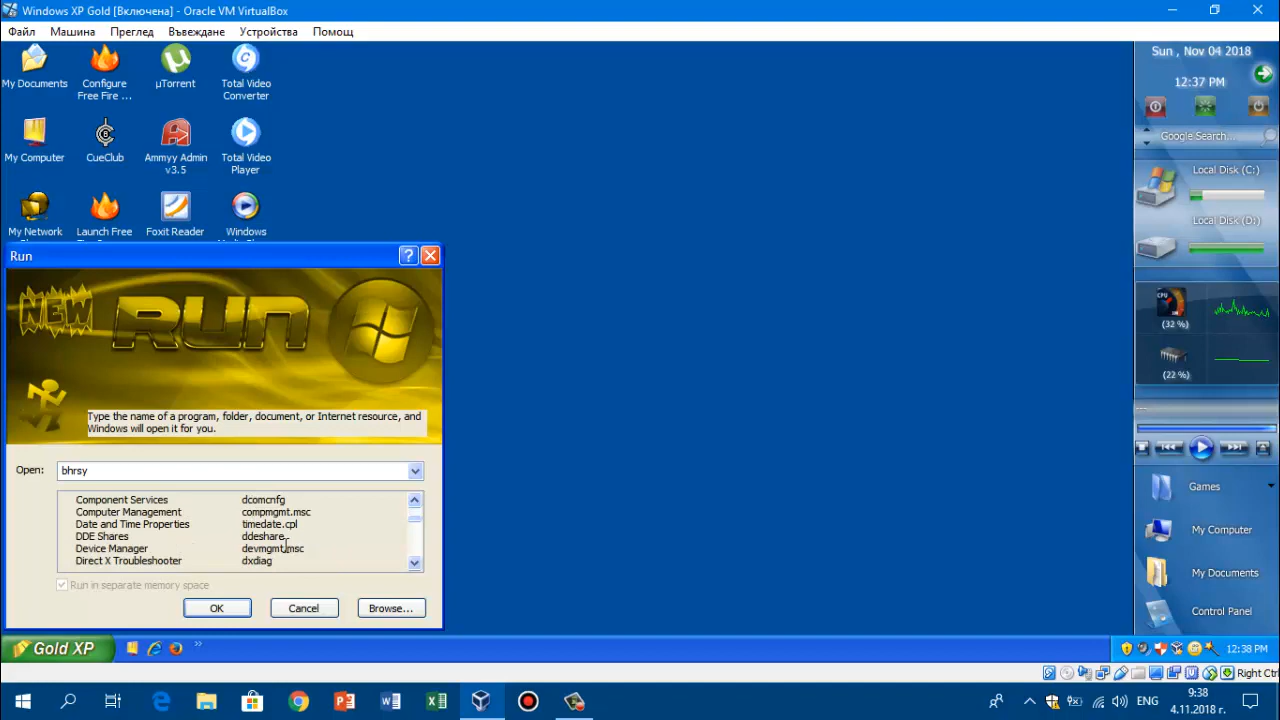 Windows XP Gold [Включена] - Oracle VM VirtualBox
Файл Машина Преглед Въвеждане Устройства Помощ
My Documents
Configure Free Fire ...
µTorrent
Total Video Converter
My Computer
CueClub
Ammyy Admin v3.5
Total Video Player
My Network
Launch Free
Foxit Reader
Windows
Sun , Nov 04 2018
12:37 PM
Google Search...
Local Disk (C:)
Local Disk (D:)
CPU
(32 %)
(22 %)
Games
My Computer
My Documents
Control Panel
Run
NEW RUN
Type the name of a program, folder, document, or Internet resource, and
Windows will open it for you.
Open: bhrsy
Component Services dcomcnfg
Computer Management compmgmt.msc
Date and Time Properties timedate.cpl
DDE Shares ddeshare
Device Manager devmgmt.msc
Direct X Troubleshooter dxdiag
Run in separate memory space
OK Cancel Browse...
Gold XP
12:38 PM
Right Ctrl
ENG
9:38
4.11.2018 г.